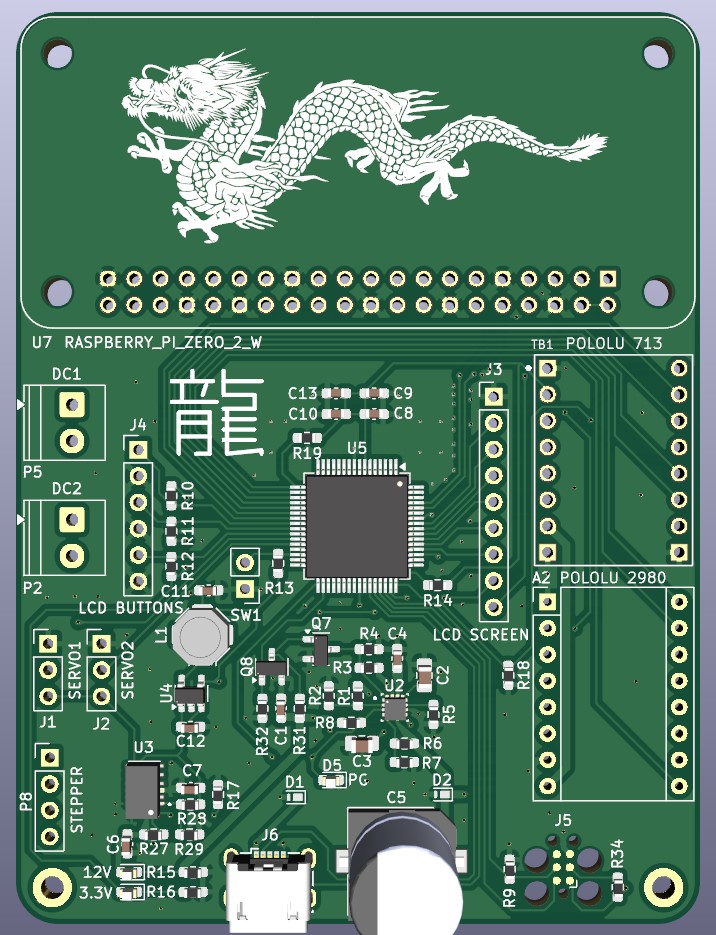 U7 RASPBERRY_PI_ZERO_2_W
TB1 POLOLU 713
DC1
P5
J4
龍
C13
C9
C10
C8
R19
J3
U5
DC2
P2
R10
R11
R12
C11
R13
SW1
LCD BUTTONS
R14
LCD SCREEN
A2 POLOLU 2980
L1
SERVO1
J1
SERVO2
J2
U4
C12
Q8
Q7
R4
C4
R3
C2
R2
R1
U2
R5
R8
R32
C1
R31
C3
R6
R7
R18
U3
C7
R17
R28
R27
R29
C6
P8
STEPPER
D1
D5
PG
D2
C5
J6
12V
R15
3.3V
R16
J5
R9
R34